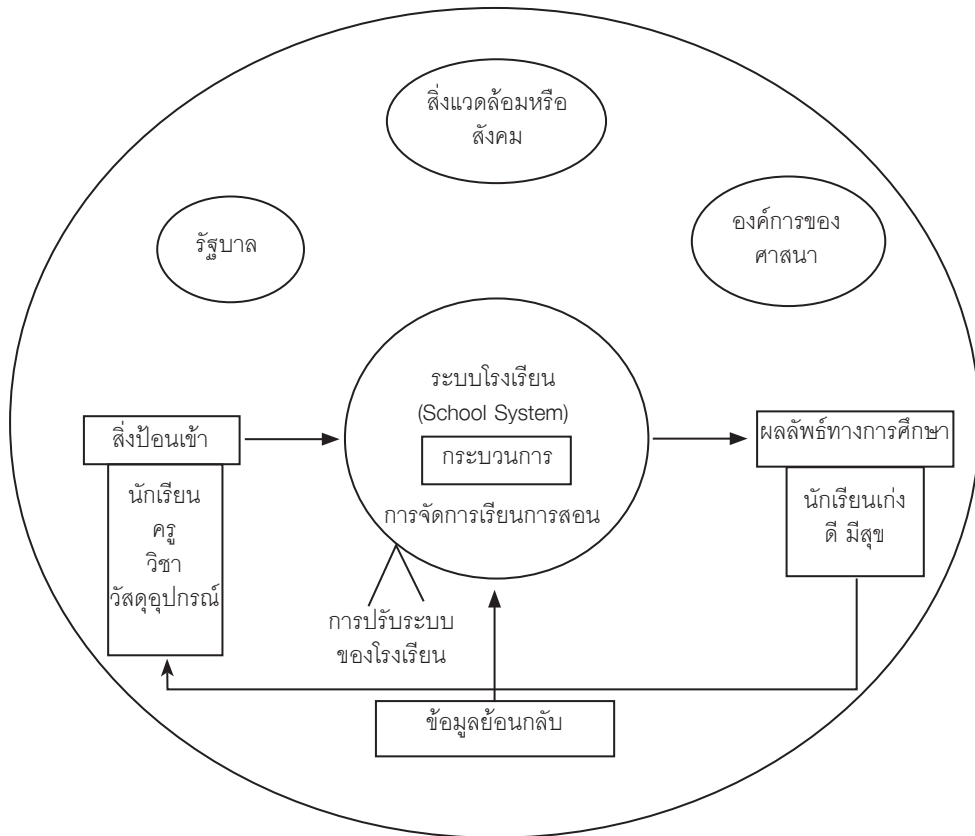 สิ่งแวดล้อมหรือ
สังคม
รัฐบาล
องค์การของ
ศาสนา
ระบบโรงเรียน
(School System)
กระบวนการ
การจัดการเรียนการสอน
สิ่งป้อนเข้า
นักเรียน
ครู
วิชา
วัสดุอุปกรณ์
ผลลัพธ์ทางการศึกษา
นักเรียนเก่ง
ดี มีสุข
การปรับระบบ
ของโรงเรียน
ข้อมูลย้อนกลับ